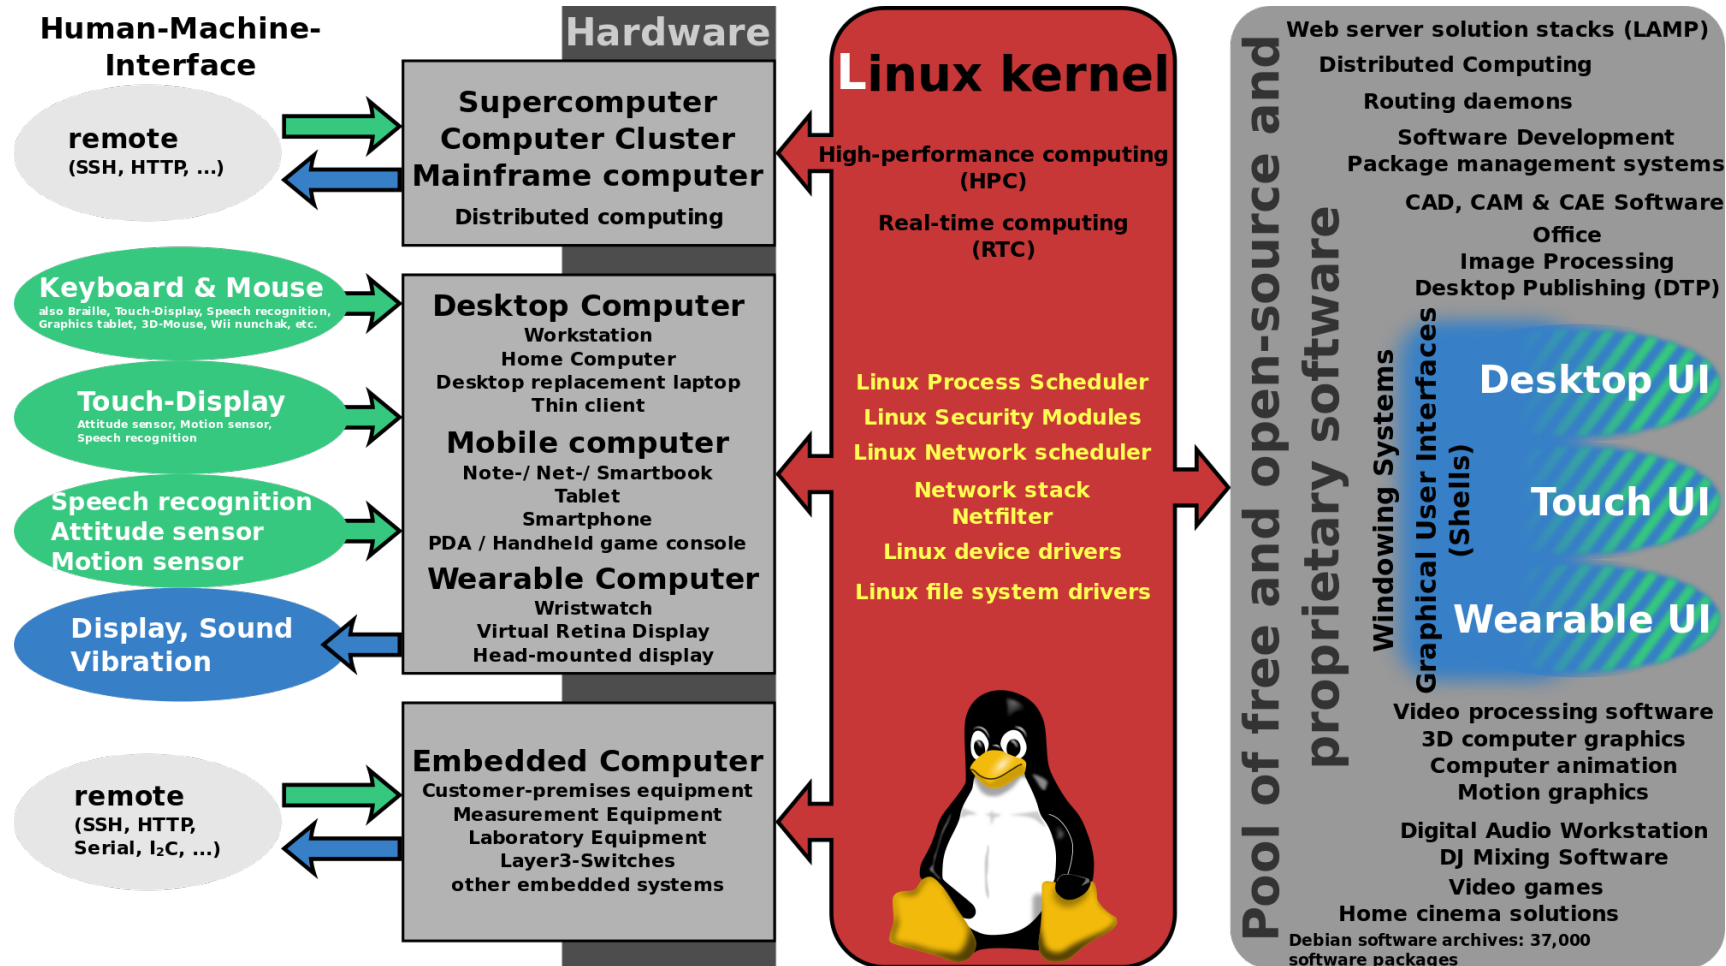 Human-Machine-
Interface
remote
(SSH, HTTP, ...)
Keyboard & Mouse
also Braille, Touch-Display, Speech recognition,
Graphics tablet, 3D-Mouse, Wii nunchak, etc.
Touch-Display
Attitude sensor, Motion sensor,
Speech recognition
Speech recognition
Attitude sensor
Motion sensor
Display, Sound
Vibration
remote
(SSH, HTTP,
Serial, I₂C, ...)
Hardware
Supercomputer
Computer Cluster
Mainframe computer
Distributed computing
Desktop Computer
Workstation
Home Computer
Desktop replacement laptop
Thin client
Mobile computer
Note-/ Net-/ Smartbook
Tablet
Smartphone
PDA / Handheld game console
Wearable Computer
Wristwatch
Virtual Retina Display
Head-mounted display
Embedded Computer
Customer-premises equipment
Measurement Equipment
Laboratory Equipment
Layer3-Switches
other embedded systems
Linux kernel
High-performance computing
(HPC)
Real-time computing
(RTC)
Linux Process Scheduler
Linux Security Modules
Linux Network scheduler
Network stack
Netfilter
Linux device drivers
Linux file system drivers
Pool of free and open-source and
proprietary software
Web server solution stacks (LAMP)
Distributed Computing
Routing daemons
Software Development
Package management systems
CAD, CAM & CAE Software
Office
Image Processing
Desktop Publishing (DTP)
Windowing Systems
Graphical User Interfaces
(Shells)
Desktop UI
Touch UI
Wearable UI
Video processing software
3D computer graphics
Computer animation
Motion graphics
Digital Audio Workstation
DJ Mixing Software
Video games
Home cinema solutions
Debian software archives: 37,000
software packages